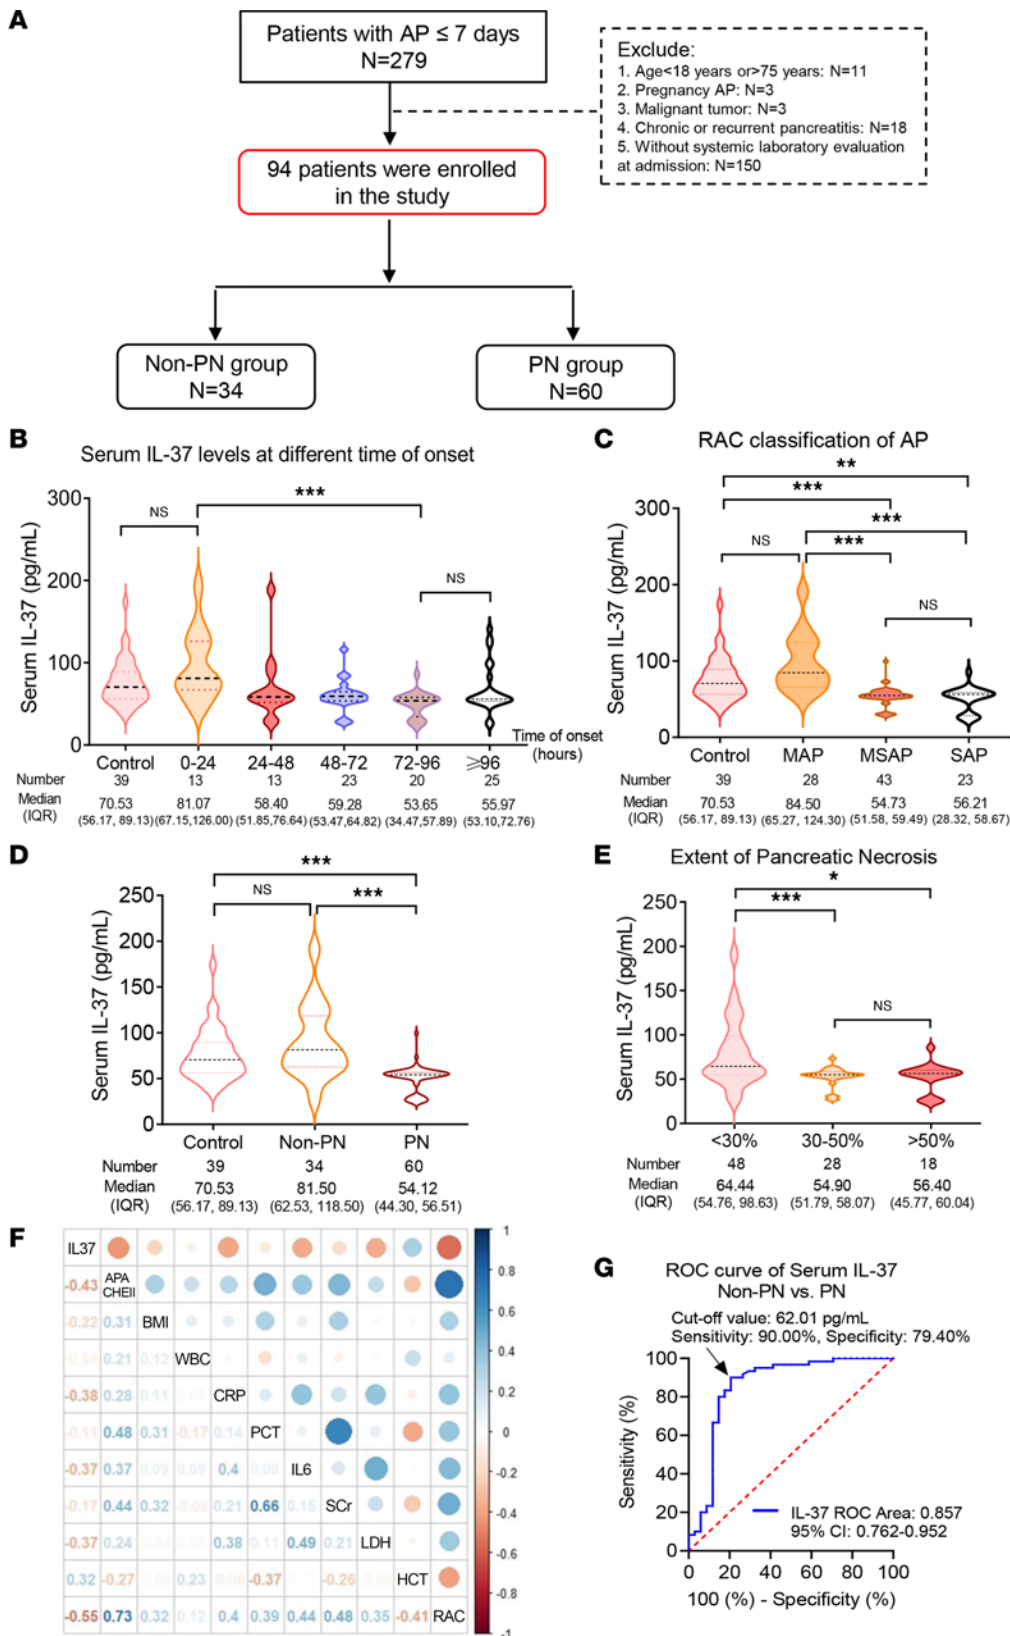 A
Patients with AP ≤ 7 days
N=279
Exclude:
1. Age<18 years or>75 years: N=11
2. Pregnancy AP: N=3
3. Malignant tumor: N=3
4. Chronic or recurrent pancreatitis: N=18
5. Without systemic laboratory evaluation
at admission: N=150
94 patients were enrolled
in the study
Non-PN group
N=34
PN group
N=60
B
Serum IL-37 levels at different time of onset
Serum IL-37 (pg/mL)
300
200
100
0
NS
***
NS
Control 0-24 24-48 48-72 72-96 ⩾96
Time of onset
(hours)
Number 39 13 13 23 20 25
Median 70.53 81.07 58.40 59.28 53.65 55.97
(IQR) (56.17, 89.13) (67.15,126.00) (51.85,76.64) (53.47,64.82) (34.47,57.89) (53.10,72.76)
C
RAC classification of AP
Serum IL-37 (pg/mL)
300
200
100
0
**
***
***
NS
***
NS
Control MAP MSAP SAP
Number 39 28 43 23
Median 70.53 84.50 54.73 56.21
(IQR) (56.17, 89.13) (65.27, 124.30) (51.58, 59.49) (28.32, 58.67)
D
Serum IL-37 (pg/mL)
250
200
150
100
50
0
***
NS
***
Control Non-PN PN
Number 39 34 60
Median 70.53 81.50 54.12
(IQR) (56.17, 89.13) (62.53, 118.50) (44.30, 56.51)
E
Extent of Pancreatic Necrosis
Serum IL-37 (pg/mL)
250
200
150
100
50
0
*
***
NS
<30% 30-50% >50%
Number 48 28 18
Median 64.44 54.90 56.40
(IQR) (54.76, 98.63) (51.79, 58.07) (45.77, 60.04)
F
IL37
-0.43 APA
CHEII
-0.22 0.31 BMI
0.21 0.12 WBC
-0.38 0.28 0.11 CRP
-0.11 0.48 0.31 -0.17 0.14 PCT
-0.37 0.37 0.09 0.09 0.4 0.09 IL6
-0.17 0.44 0.32 0.21 0.66 0.15 SCr
-0.37 0.24 0.38 0.11 0.49 0.21 LDH
0.32 -0.27 0.23 -0.37 -0.26 HCT
-0.55 0.73 0.32 0.12 0.4 0.39 0.44 0.48 0.35 -0.41 RAC
1
0.8
0.6
0.4
0.2
0
-0.2
-0.4
-0.6
-0.8
-1
G
ROC curve of Serum IL-37
Non-PN vs. PN
Cut-off value: 62.01 pg/mL
Sensitivity: 90.00%, Specificity: 79.40%
Sensitivity (%)
100
80
60
40
20
0
IL-37 ROC Area: 0.857
95% CI: 0.762-0.952
0 20 40 60 80 100
100 (%) - Specificity (%)